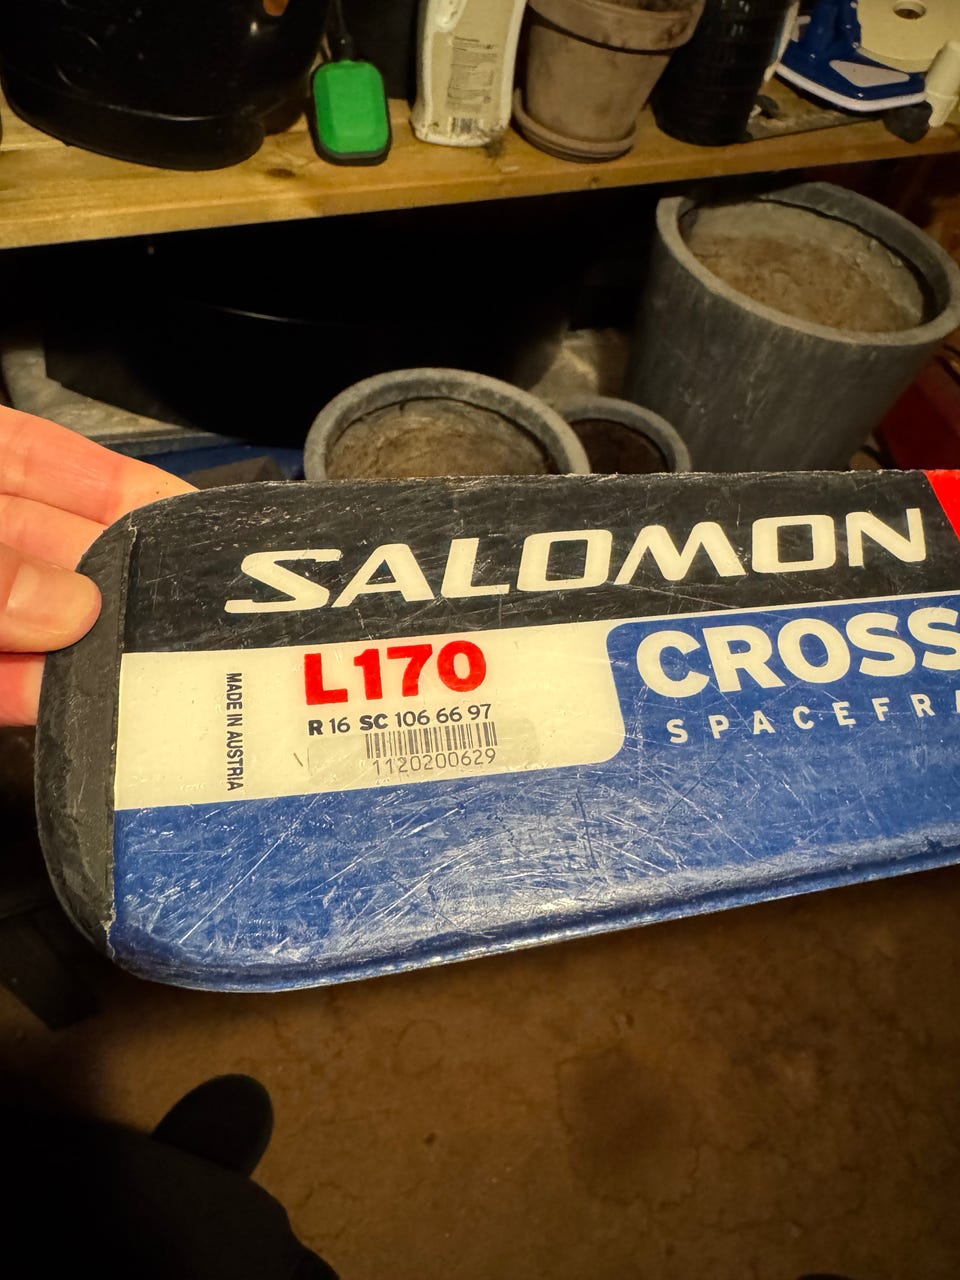 SALOMON
L170
CROSS
R 16 SC 106 66 97
SPACEFRA
1120200629
MADE IN AUSTRIA